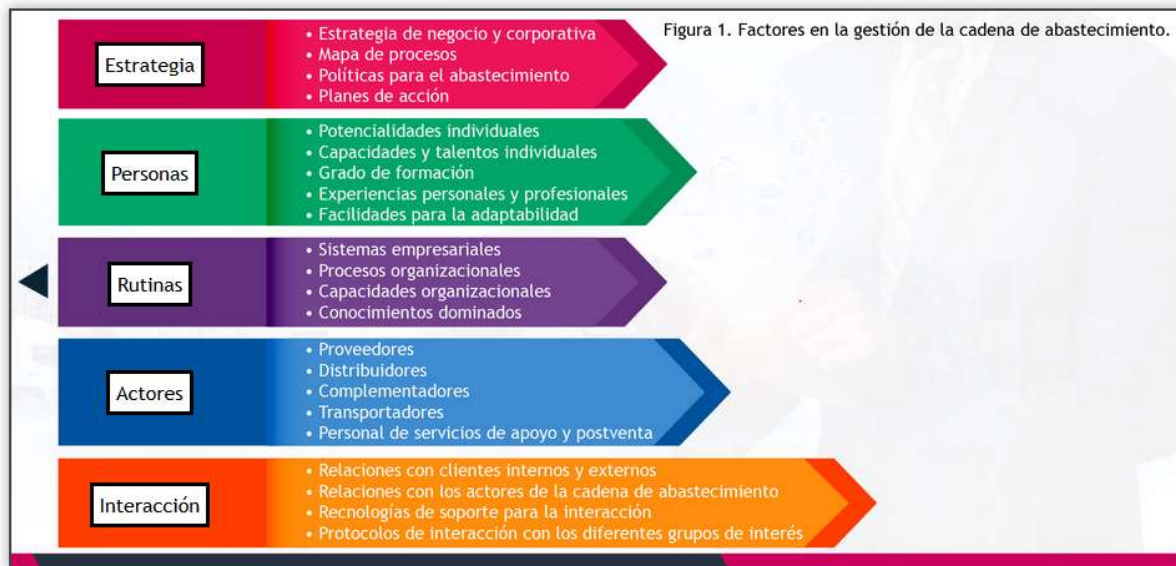 Figura 1. Factores en la gestión de la cadena de abastecimiento.
Estrategia
• Estrategia de negocio y corporativa
• Mapa de procesos
• Políticas para el abastecimiento
• Planes de acción
Personas
• Potencialidades individuales
• Capacidades y talentos individuales
• Grado de formación
• Experiencias personales y profesionales
• Facilidades para la adaptabilidad
Rutinas
• Sistemas empresariales
• Procesos organizacionales
• Capacidades organizacionales
• Conocimientos dominados
Actores
• Proveedores
• Distribuidores
• Complementadores
• Transportadores
• Personal de servicios de apoyo y postventa
Interacción
• Relaciones con clientes internos y externos
• Relaciones con los actores de la cadena de abastecimiento
• Recnologías de soporte para la interacción
• Protocolos de interacción con los diferentes grupos de interés